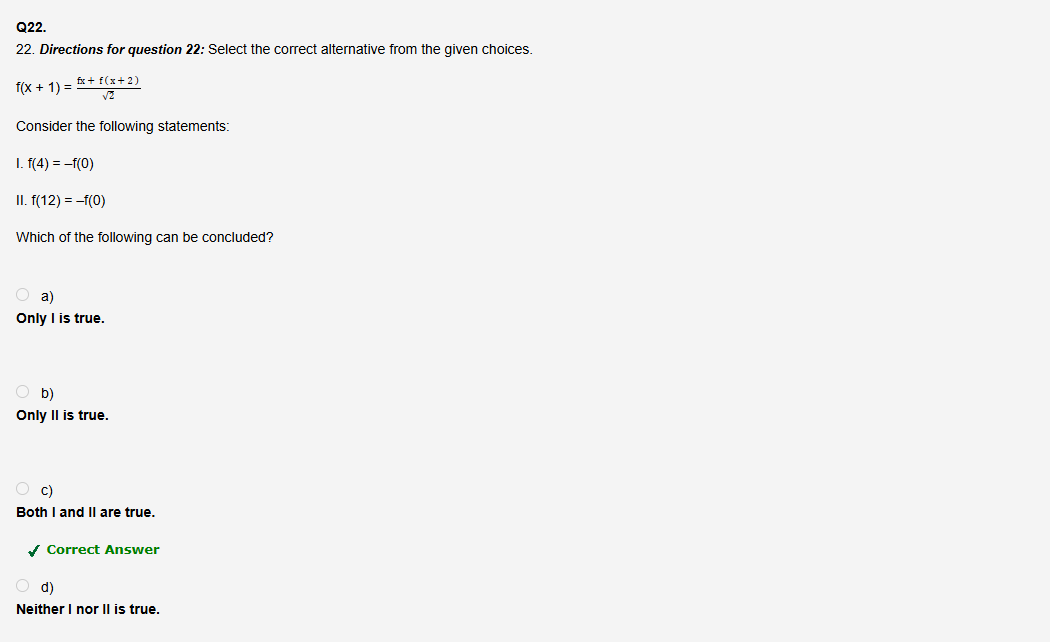 Q22.
22. Directions for question 22: Select the correct alternative from the given choices.
f(x + 1) = \frac{fx + f(x+2)}{\sqrt{2}}
Consider the following statements:
I. f(4) = –f(0)
II. f(12) = –f(0)
Which of the following can be concluded?
a)
Only I is true.
b)
Only II is true.
c)
Both I and II are true.
✓ Correct Answer
d)
Neither I nor II is true.